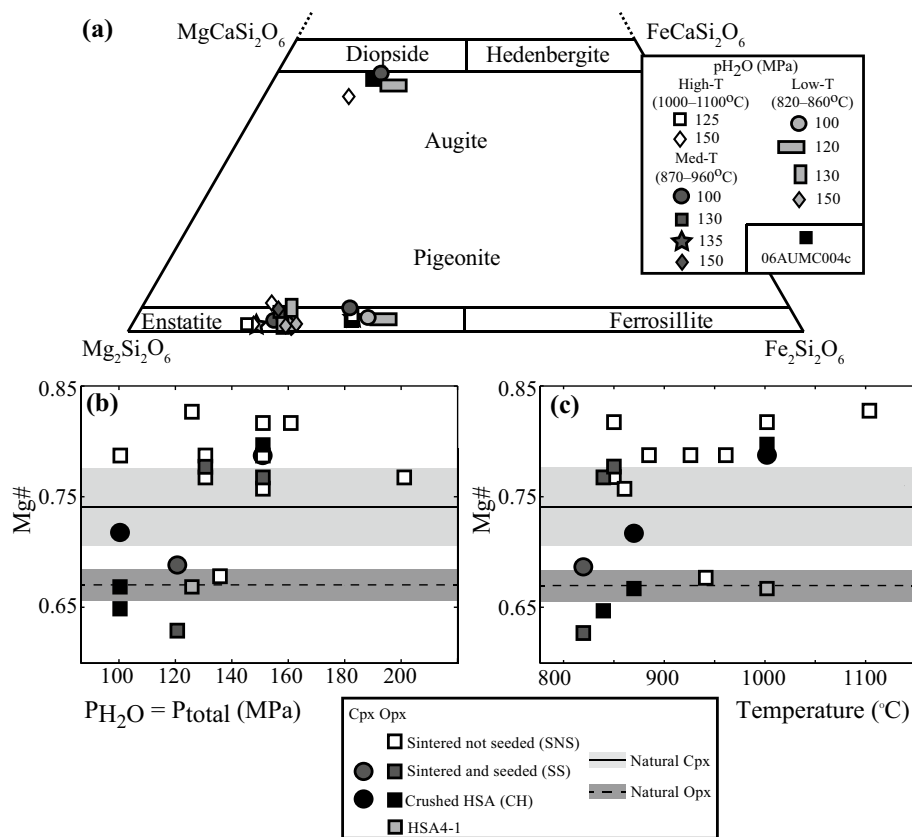 (a)
MgCaSi2O6
FeCaSi2O6
Diopside
Hedenbergite
Augite
Pigeonite
Enstatite
Ferrosillite
Mg2Si2O6
Fe2Si2O6
pH2O (MPa)
High-T
(1000–1100°C)
125
150
Med-T
(870–960°C)
100
130
135
150
Low-T
(820–860°C)
100
120
130
150
06AUMC004c
(b)
0.85
0.75
0.65
Mg#
100 120 140 160 180 200
PH2O = Ptotal (MPa)
(c)
0.85
0.75
0.65
Mg#
800 900 1000 1100
Temperature (°C)
Cpx Opx
Sintered not seeded (SNS)
Sintered and seeded (SS)
Crushed HSA (CH)
HSA4-1
Natural Cpx
Natural Opx